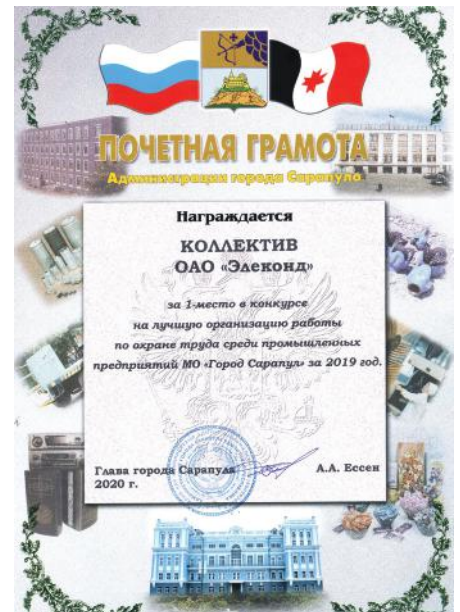 ПОЧЕТНАЯ ГРАМОТА
Администрации города Сарапула
Награждается
КОЛЛЕКТИВ
ОАО «Элеконд»
за 1 место в конкурсе
на лучшую организацию работы
по охране труда среди промышленных
предприятий МО «Город Сарапул» за 2019 год.
Глава города Сарапула А.А. Ессен
2020 г.